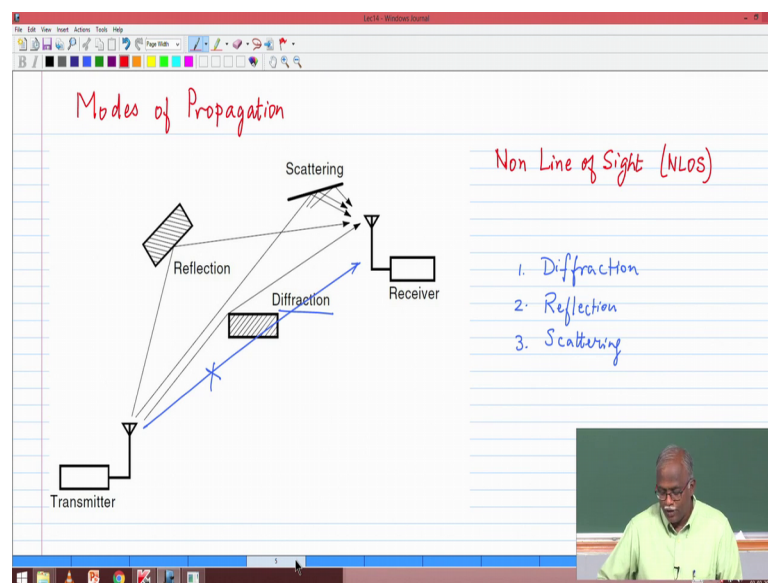 Lec14 - Windows Journal
File Edit View Insert Actions Tools Help
Page Width
B I
Modes of Propagation
Scattering
Non Line of Sight (NLOS)
Reflection
Receiver
Diffraction
1. Diffraction
2. Reflection
3. Scattering
Transmitter
5